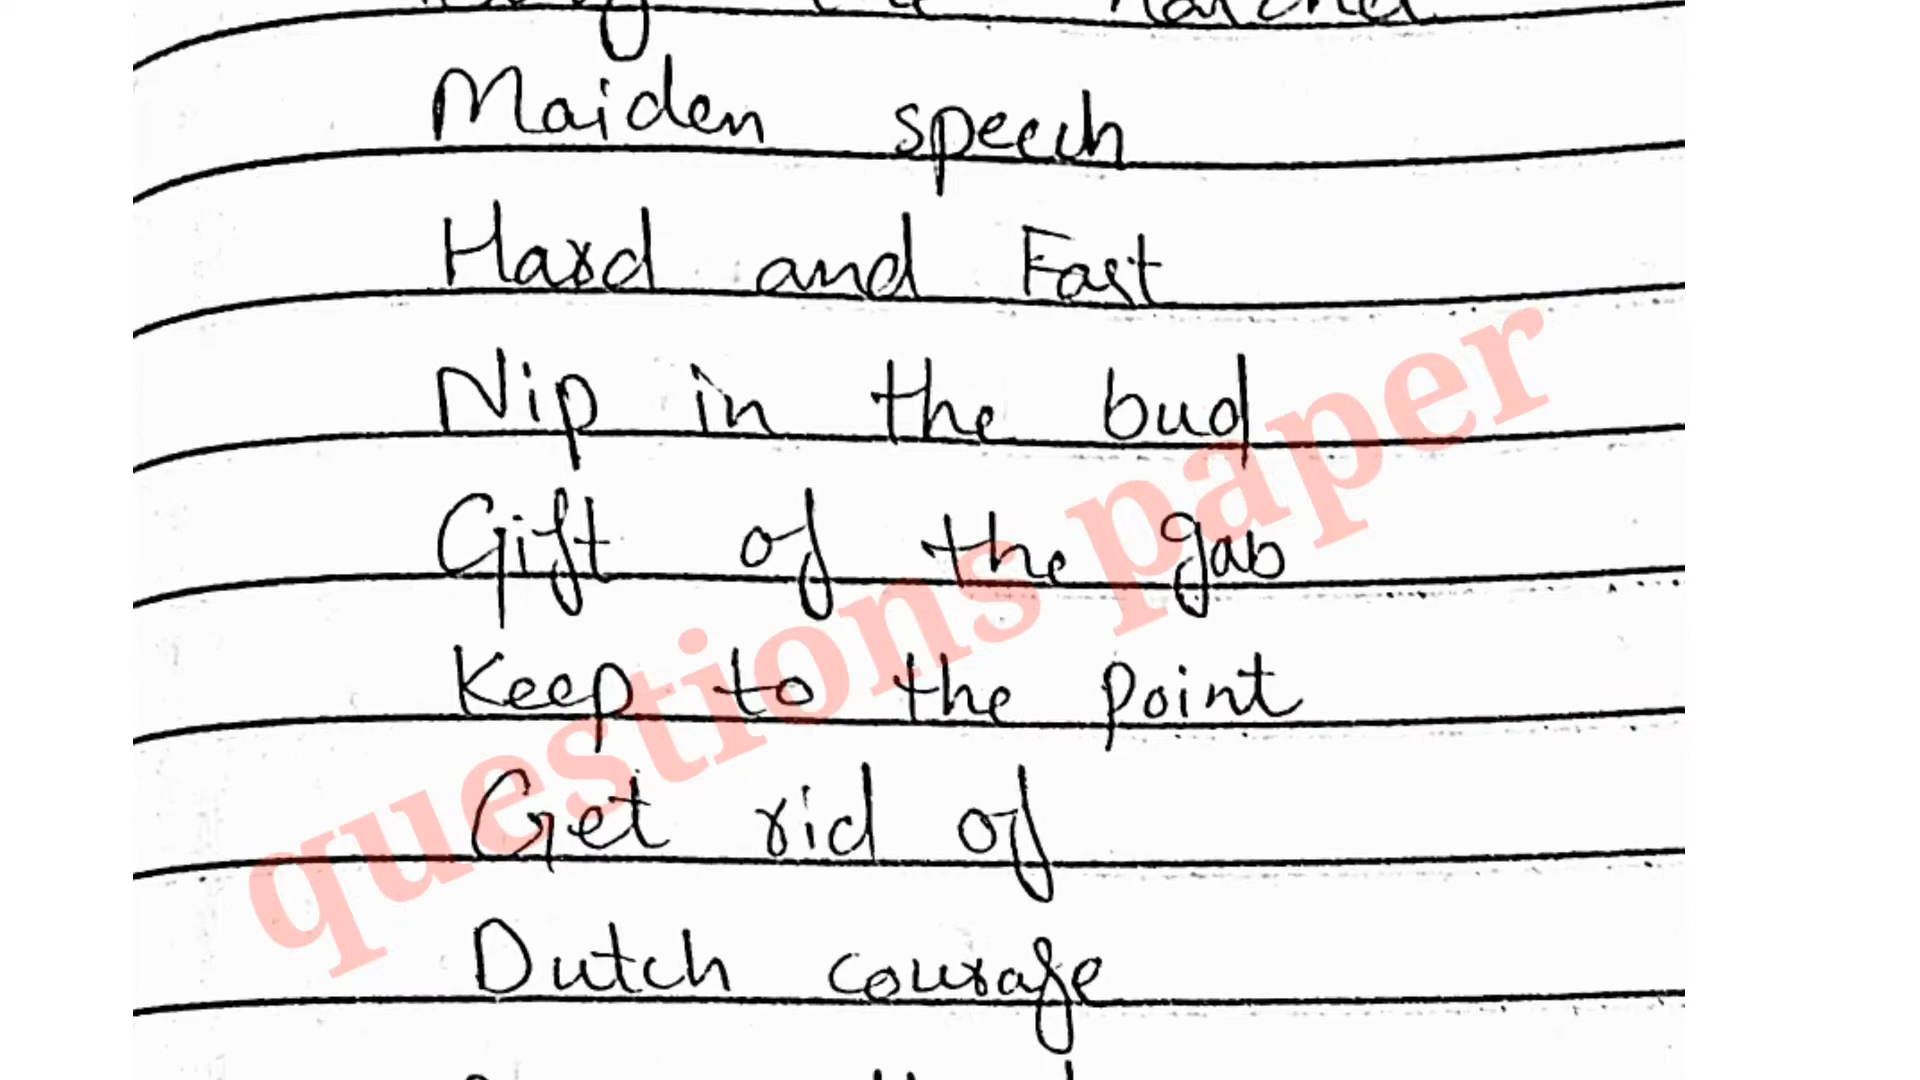 Maiden speech
Hard and Fast
Nip in the bud
Gift of the gab
Keep to the point
Get rid of
Dutch courage
questions paper